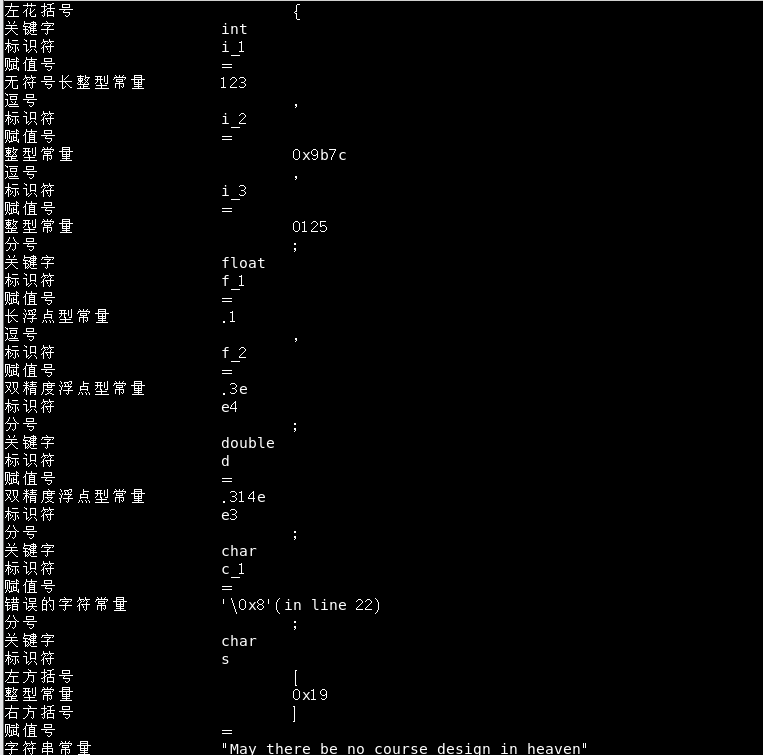 左花括号 {
关键字 int
标识符 i_1
赋值号 =
无符号长整型常量 123
逗号 ,
标识符 i_2
赋值号 =
整型常量 0x9b7c
逗号 ,
标识符 i_3
赋值号 =
整型常量 0125
分号 ;
关键字 float
标识符 f_1
赋值号 =
长浮点型常量 .1
逗号 ,
标识符 f_2
赋值号 =
双精度浮点型常量 .3e
标识符 e4
分号 ;
关键字 double
标识符 d
赋值号 =
双精度浮点型常量 .314e
标识符 e3
分号 ;
关键字 char
标识符 c_1
赋值号 =
错误的字符常量 '\0x8'(in line 22)
分号 ;
关键字 char
标识符 s
左方括号 [
整型常量 0x19
右方括号 ]
赋值号 =
字符串常量 "May there be no course design in heaven"